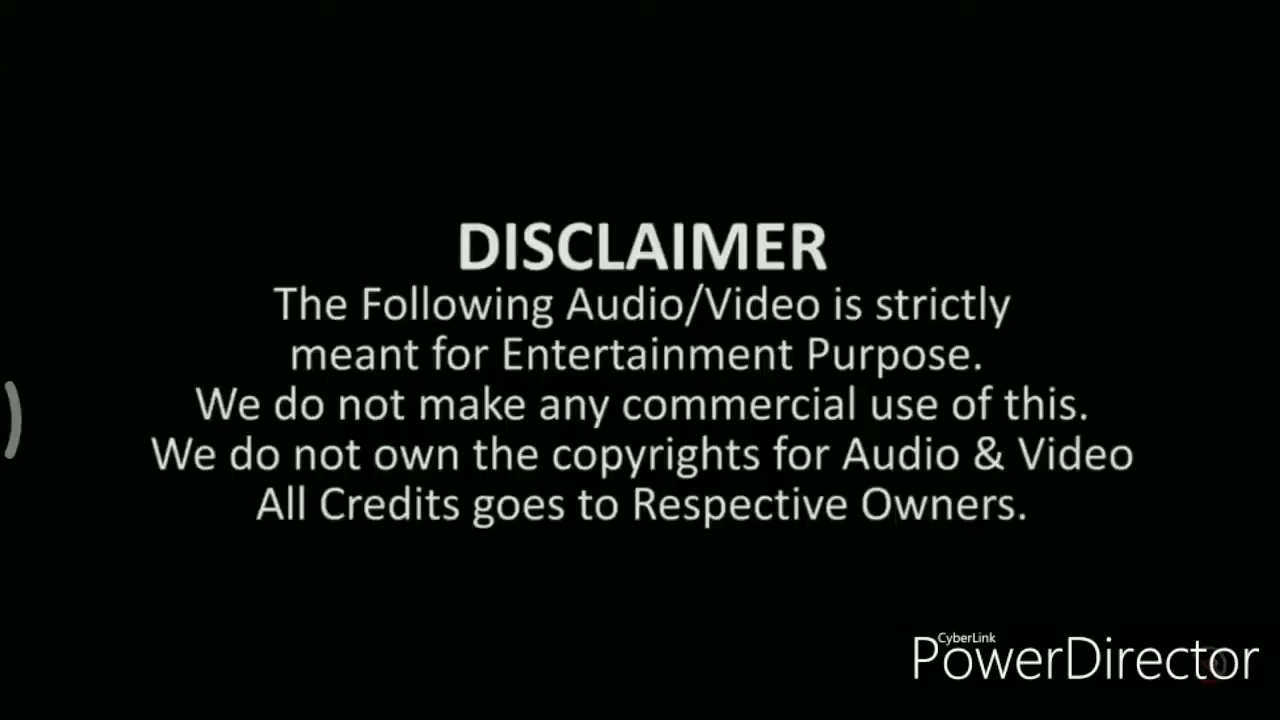 DISCLAIMER
The Following Audio/Video is strictly
meant for Entertainment Purpose.
We do not make any commercial use of this.
We do not own the copyrights for Audio & Video
All Credits goes to Respective Owners.
CyberLink
PowerDirector